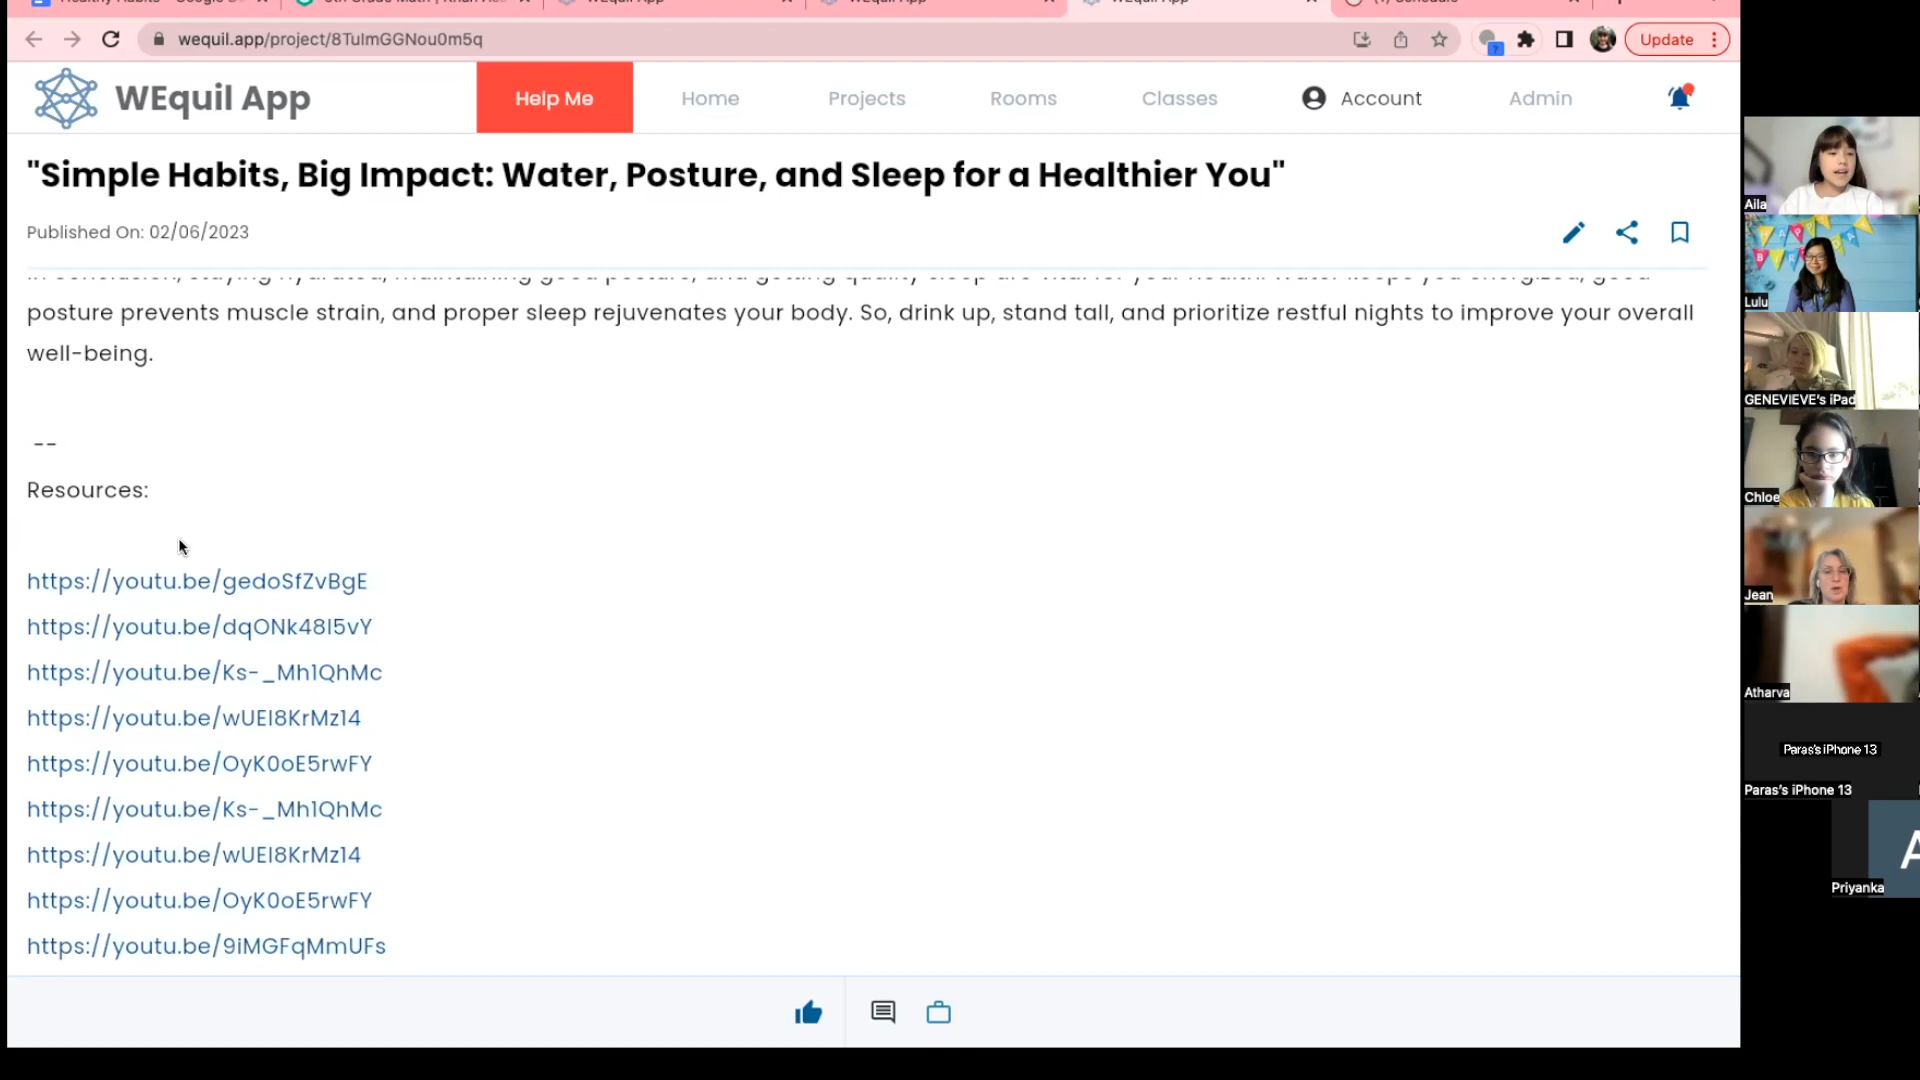 wequil.app/project/8TulmGGNou0m5q
Update
WEquil App
Help Me
Home
Projects
Rooms
Classes
Account
Admin
"Simple Habits, Big Impact: Water, Posture, and Sleep for a Healthier You"
Published On: 02/06/2023
posture prevents muscle strain, and proper sleep rejuvenates your body. So, drink up, stand tall, and prioritize restful nights to improve your overall
well-being.
--
Resources:
https://youtu.be/gedoSfZvBgE
https://youtu.be/dqONk48l5vY
https://youtu.be/Ks-_Mh1QhMc
https://youtu.be/wUEl8KrMz14
https://youtu.be/OyK0oE5rwFY
https://youtu.be/Ks-_Mh1QhMc
https://youtu.be/wUEl8KrMz14
https://youtu.be/OyK0oE5rwFY
https://youtu.be/9iMGFqMmUFs
Aila
Lulu
GENEVIEVE's iPad
Chloe
Jean
Atharva
Paras's iPhone 13
Paras's iPhone 13
A
Priyanka